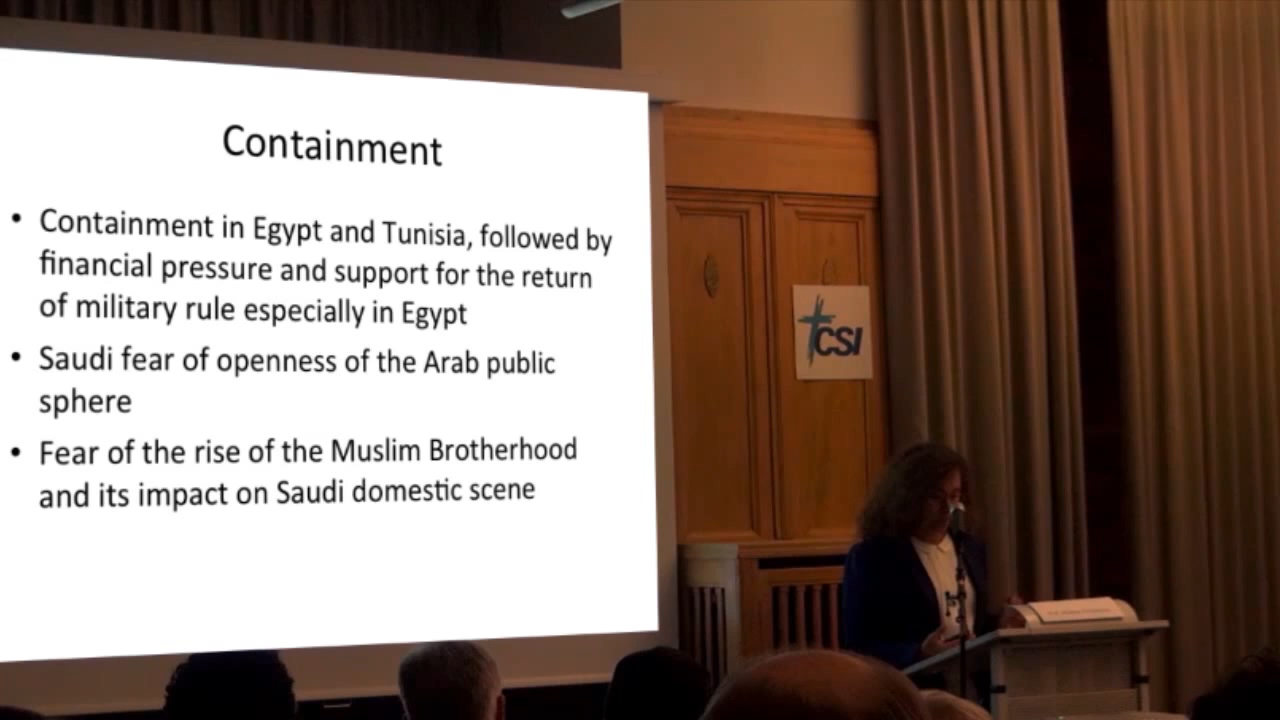 Containment
• Containment in Egypt and Tunisia, followed by
financial pressure and support for the return
of military rule especially in Egypt
• Saudi fear of openness of the Arab public
sphere
• Fear of the rise of the Muslim Brotherhood
and its impact on Saudi domestic scene
CSI